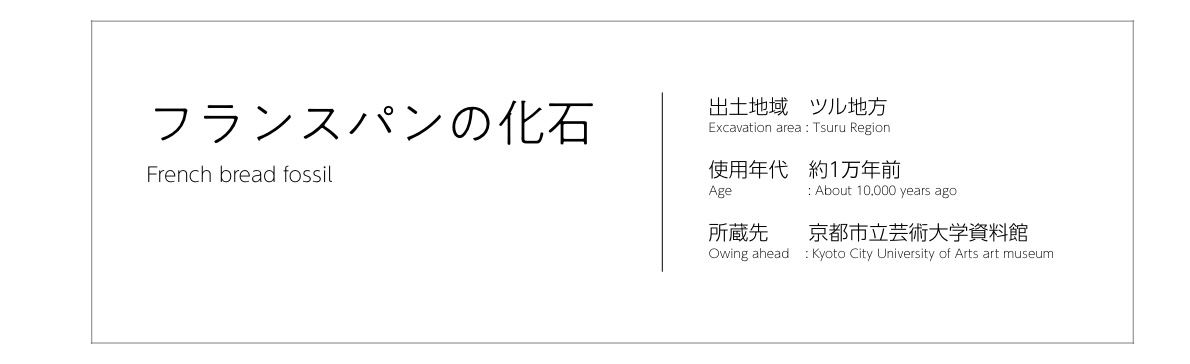 フランスパンの化石
French bread fossil
出土地域　ツル地方
Excavation area : Tsuru Region
使用年代　約1万年前
Age : About 10,000 years ago
所蔵先　京都市立芸術大学資料館
Owing ahead : Kyoto City University of Arts art museum